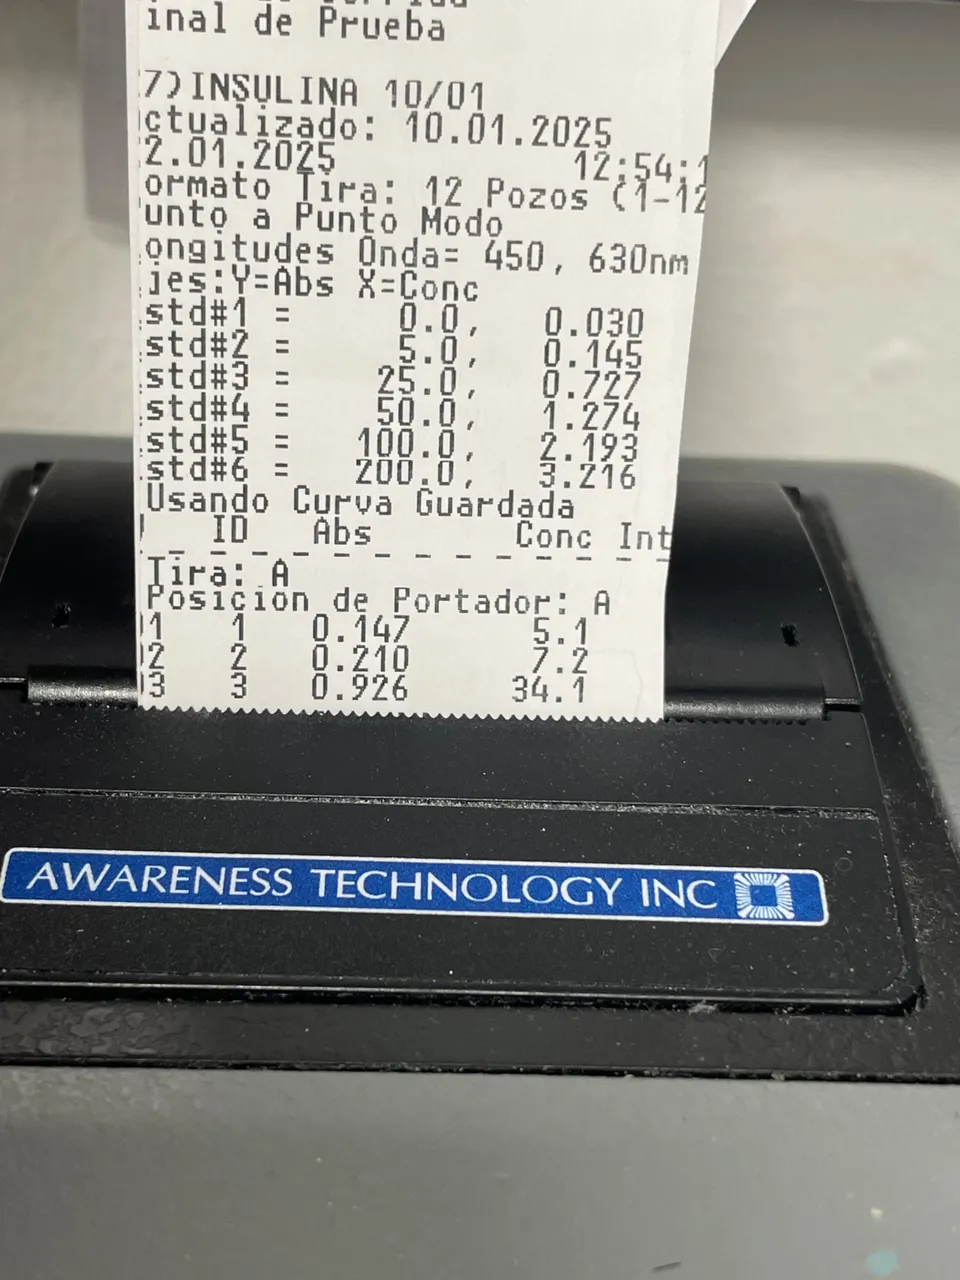 inal de Prueba
7)INSULINA 10/01
ctualizado: 10.01.2025
2.01.2025 12:54:1
ormato Tira: 12 Pozos (1-12
unto a Punto Modo
ongitudes Onda= 450, 630nm
jes:Y=Abs X=Conc
std#1 = 0.0, 0.030
std#2 = 5.0, 0.145
std#3 = 25.0, 0.727
std#4 = 50.0, 1.274
std#5 = 100.0, 2.193
std#6 = 200.0, 3.216
Usando Curva Guardada
ID Abs Conc Int
Tira: A
Posición de Portador: A
01 1 0.147 5.1
02 2 0.210 7.2
03 3 0.926 34.1
AWARENESS TECHNOLOGY INC